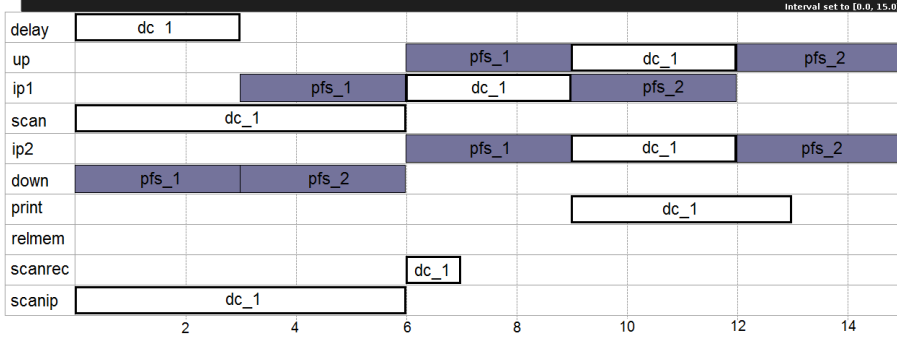 Interval set to [0.0, 15.0
delay dc_1
up pfs_1 dc_1 pfs_2
ip1 pfs_1 dc_1 pfs_2
scan dc_1
ip2 pfs_1 dc_1 pfs_2
down pfs_1 pfs_2
print dc_1
relmem
scanrec dc_1
scanip dc_1
2 4 6 8 10 12 14